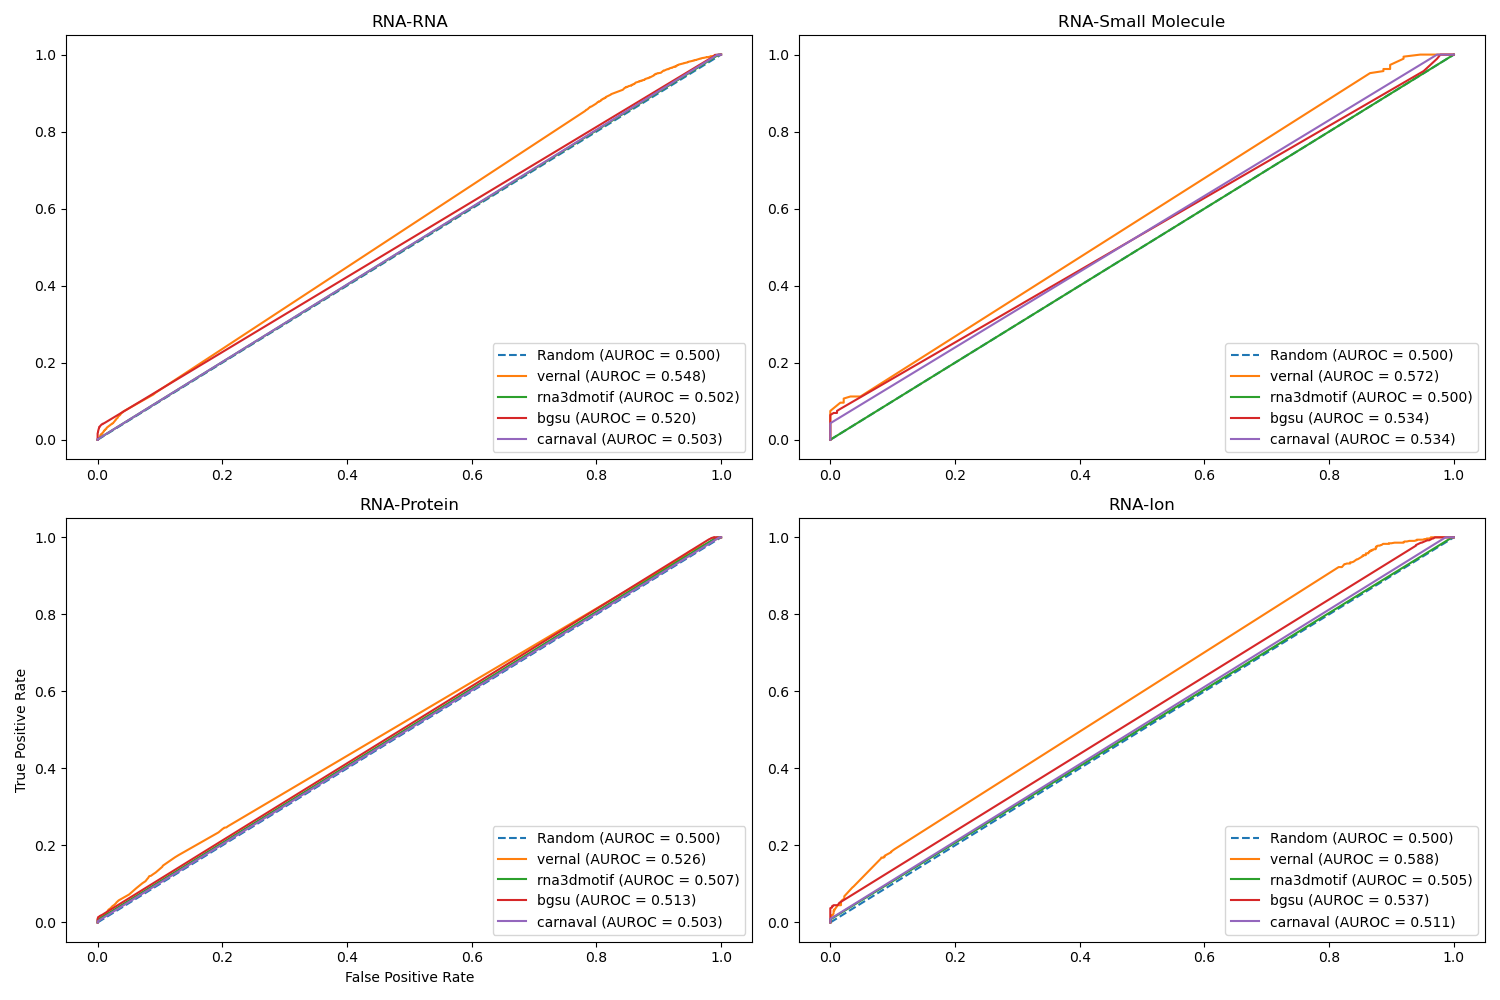 RNA-RNA
1.0
0.8
0.6
0.4
0.2
0.0
0.0 0.2 0.4 0.6 0.8 1.0
Random (AUROC = 0.500)
vernal (AUROC = 0.548)
rna3dmotif (AUROC = 0.502)
bgsu (AUROC = 0.520)
carnaval (AUROC = 0.503)
RNA-Small Molecule
1.0
0.8
0.6
0.4
0.2
0.0
0.0 0.2 0.4 0.6 0.8 1.0
Random (AUROC = 0.500)
vernal (AUROC = 0.572)
rna3dmotif (AUROC = 0.500)
bgsu (AUROC = 0.534)
carnaval (AUROC = 0.534)
RNA-Protein
True Positive Rate
1.0
0.8
0.6
0.4
0.2
0.0
0.0 0.2 0.4 0.6 0.8 1.0
False Positive Rate
Random (AUROC = 0.500)
vernal (AUROC = 0.526)
rna3dmotif (AUROC = 0.507)
bgsu (AUROC = 0.513)
carnaval (AUROC = 0.503)
RNA-Ion
1.0
0.8
0.6
0.4
0.2
0.0
0.0 0.2 0.4 0.6 0.8 1.0
Random (AUROC = 0.500)
vernal (AUROC = 0.588)
rna3dmotif (AUROC = 0.505)
bgsu (AUROC = 0.537)
carnaval (AUROC = 0.511)